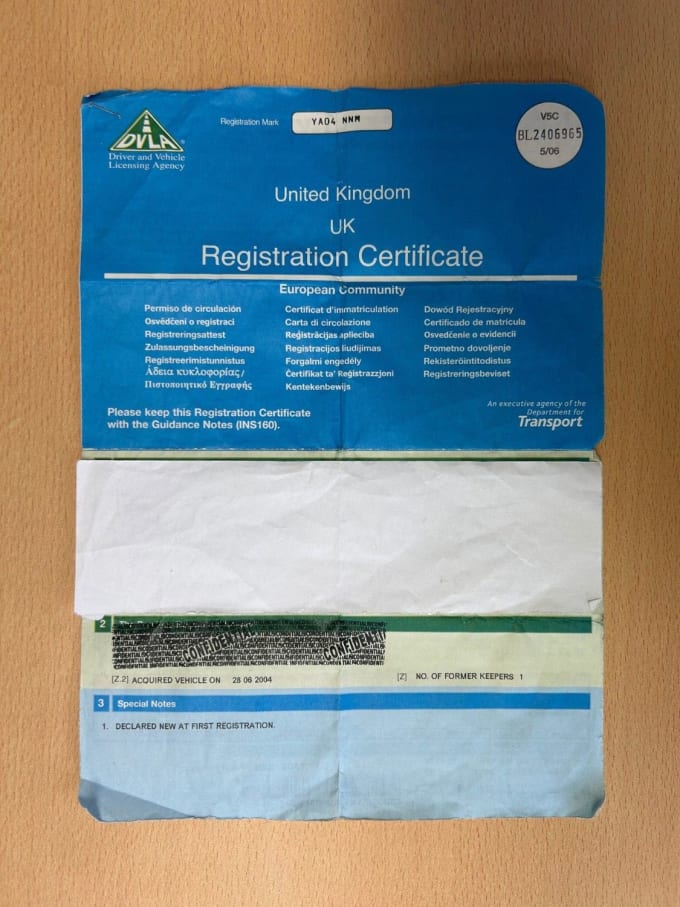 DVLA
Driver and Vehicle
Licensing Agency
Registration Mark
YA04 NNM
V5C
BL2406965
5/06
United Kingdom
UK
Registration Certificate
European Community
Permiso de circulación
Osvědčení o registraci
Registreringsattest
Zulassungsbescheinigung
Registreerimistunnistus
Άδεια κυκλοφορίας/
Πιστοποιητικό Εγγραφής
Certificat d'immatriculation
Carta di circolazione
Reģistrācijas apliecība
Registracijos liudijimas
Forgalmi engedély
Ċertifikat ta' Reġistrazzjoni
Kentekenbewijs
Dowód Rejestracyjny
Certificado de matrícula
Osvedčenie o evidencii
Prometno dovoljenje
Rekisteröintitodistus
Registreringsbeviset
Please keep this Registration Certificate
with the Guidance Notes (INS160).
An executive agency of the
Department for
Transport
2
CONFIDENTIAL
CONFIDENTI
[Z.2] ACQUIRED VEHICLE ON 28 06 2004
[Z] NO. OF FORMER KEEPERS 1
3 Special Notes
1. DECLARED NEW AT FIRST REGISTRATION.